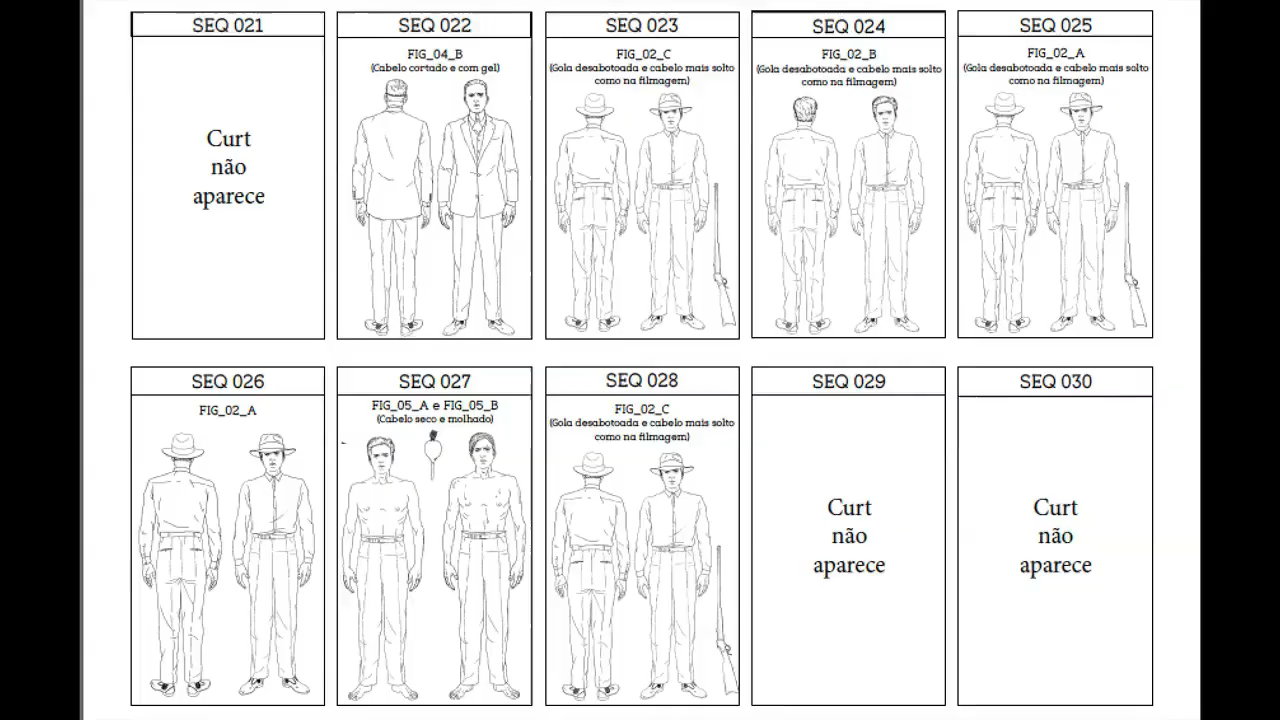 SEQ 021
Curt
não
aparece
SEQ 022
FIG_04_B
(Cabelo cortado e com gel)
SEQ 023
FIG_02_C
(Gola desabotoada e cabelo mais solto
como na filmagem)
SEQ 024
FIG_02_B
(Gola desabotoada e cabelo mais solto
como na filmagem)
SEQ 025
FIG_02_A
(Gola desabotoada e cabelo mais solto
como na filmagem)
SEQ 026
FIG_02_A
SEQ 027
FIG_05_A e FIG_05_B
(Cabelo seco e molhado)
SEQ 028
FIG_02_C
(Gola desabotoada e cabelo mais solto
como na filmagem)
SEQ 029
Curt
não
aparece
SEQ 030
Curt
não
aparece